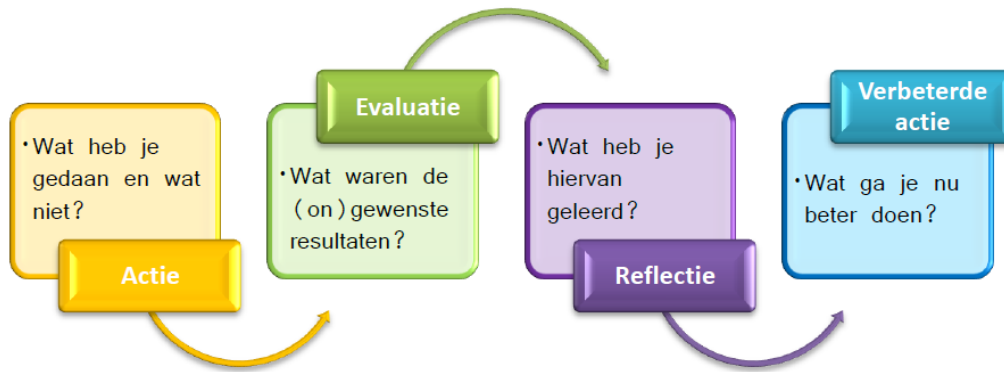 • Wat heb je
gedaan en wat
niet?
Actie
Evaluatie
• Wat waren de
(on)gewenste
resultaten?
• Wat heb je
hiervan
geleerd?
Reflectie
Verbeterde
actie
• Wat ga je nu
beter doen?